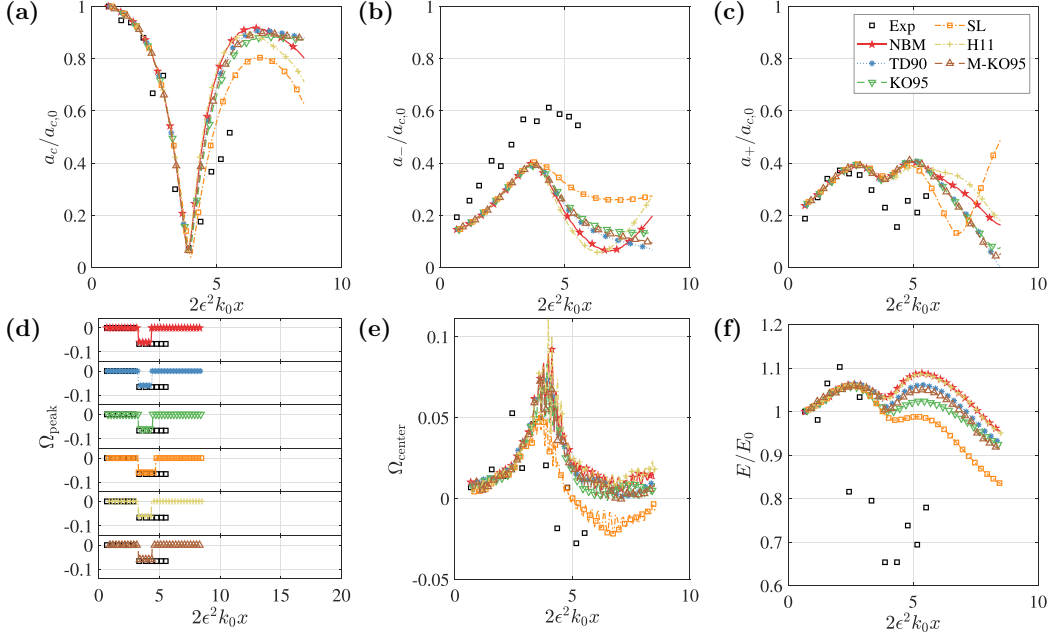 (a)
1
0.8
0.6
0.4
0.2
0
a_c/a_{c,0}
0
5
10
2ϵ²k₀x
(b)
1
0.8
0.6
0.4
0.2
0
a_−/a_{c,0}
0
5
10
2ϵ²k₀x
(c)
1
0.8
0.6
0.4
0.2
0
a_+/a_{c,0}
0
5
10
2ϵ²k₀x
Exp
NBM
TD90
KO95
SL
H11
M-KO95
(d)
0
-0.1
0
-0.1
0
-0.1
0
-0.1
0
-0.1
0
-0.1
Ω_peak
0
5
10
15
20
2ϵ²k₀x
(e)
0.1
0.05
0
-0.05
Ω_center
0
5
10
2ϵ²k₀x
(f)
1.2
1.1
1
0.9
0.8
0.7
0.6
E/E₀
0
5
10
2ϵ²k₀x